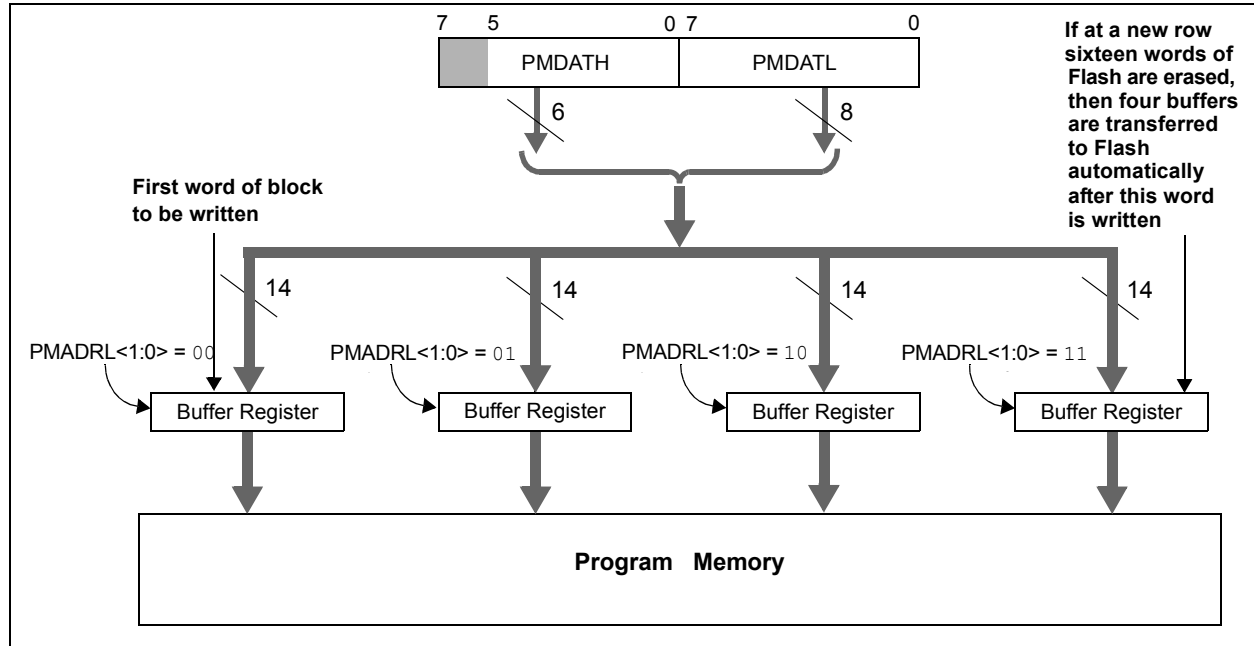 7 5 0 7 0
PMDATH PMDATL
6 8
If at a new row
sixteen words of
Flash are erased,
then four buffers
are transferred
to Flash
automatically
after this word
is written
First word of block
to be written
14 14 14 14
PMADRL<1:0> = 00 PMADRL<1:0> = 01 PMADRL<1:0> = 10 PMADRL<1:0> = 11
Buffer Register Buffer Register Buffer Register Buffer Register
Program Memory